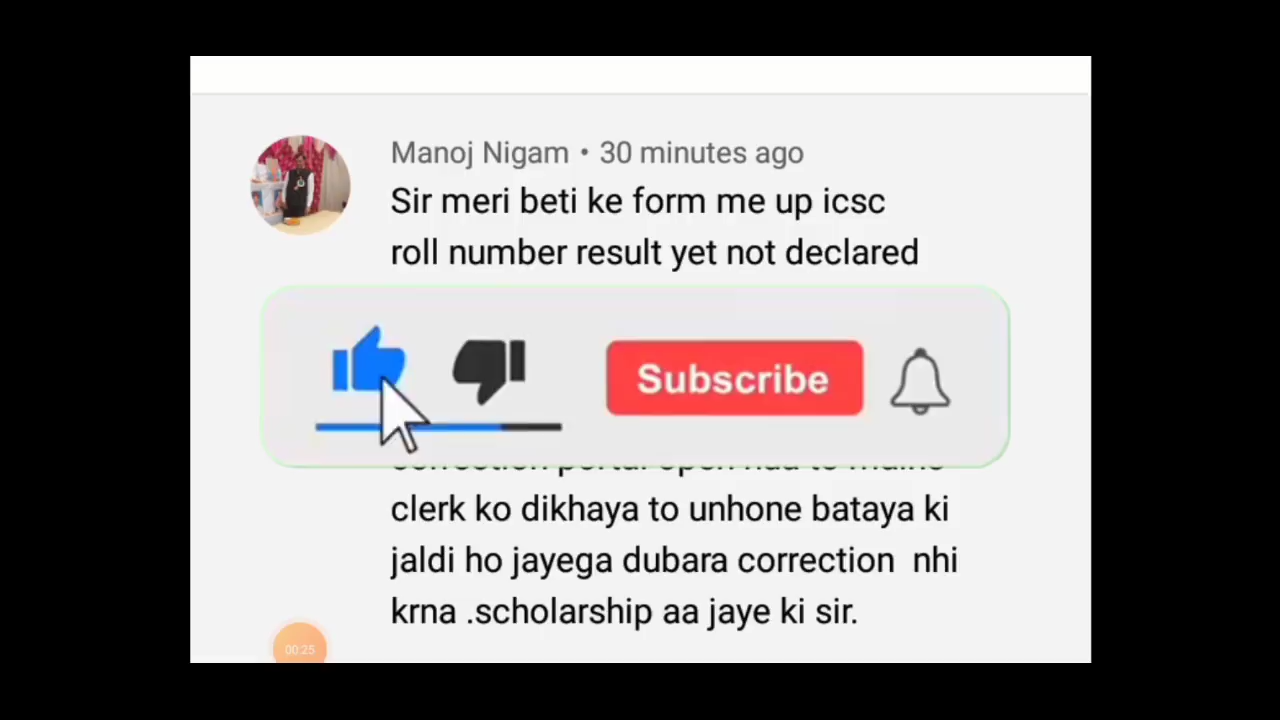 Manoj Nigam • 30 minutes ago
Sir meri beti ke form me up icsc
roll number result yet not declared
Subscribe
clerk ko dikhaya to unhone bataya ki
jaldi ho jayega dubara correction nhi
krna .scholarship aa jaye ki sir.
00:25